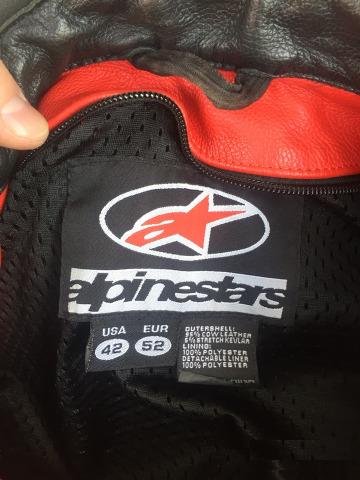 alpinestars
USA EUR
42 52
OUTERSHELL:
95% COW LEATHER
5% STRETCH KEVLAR
LINING:
100% POLYESTER
DETACHABLE LINER
100% POLYESTER